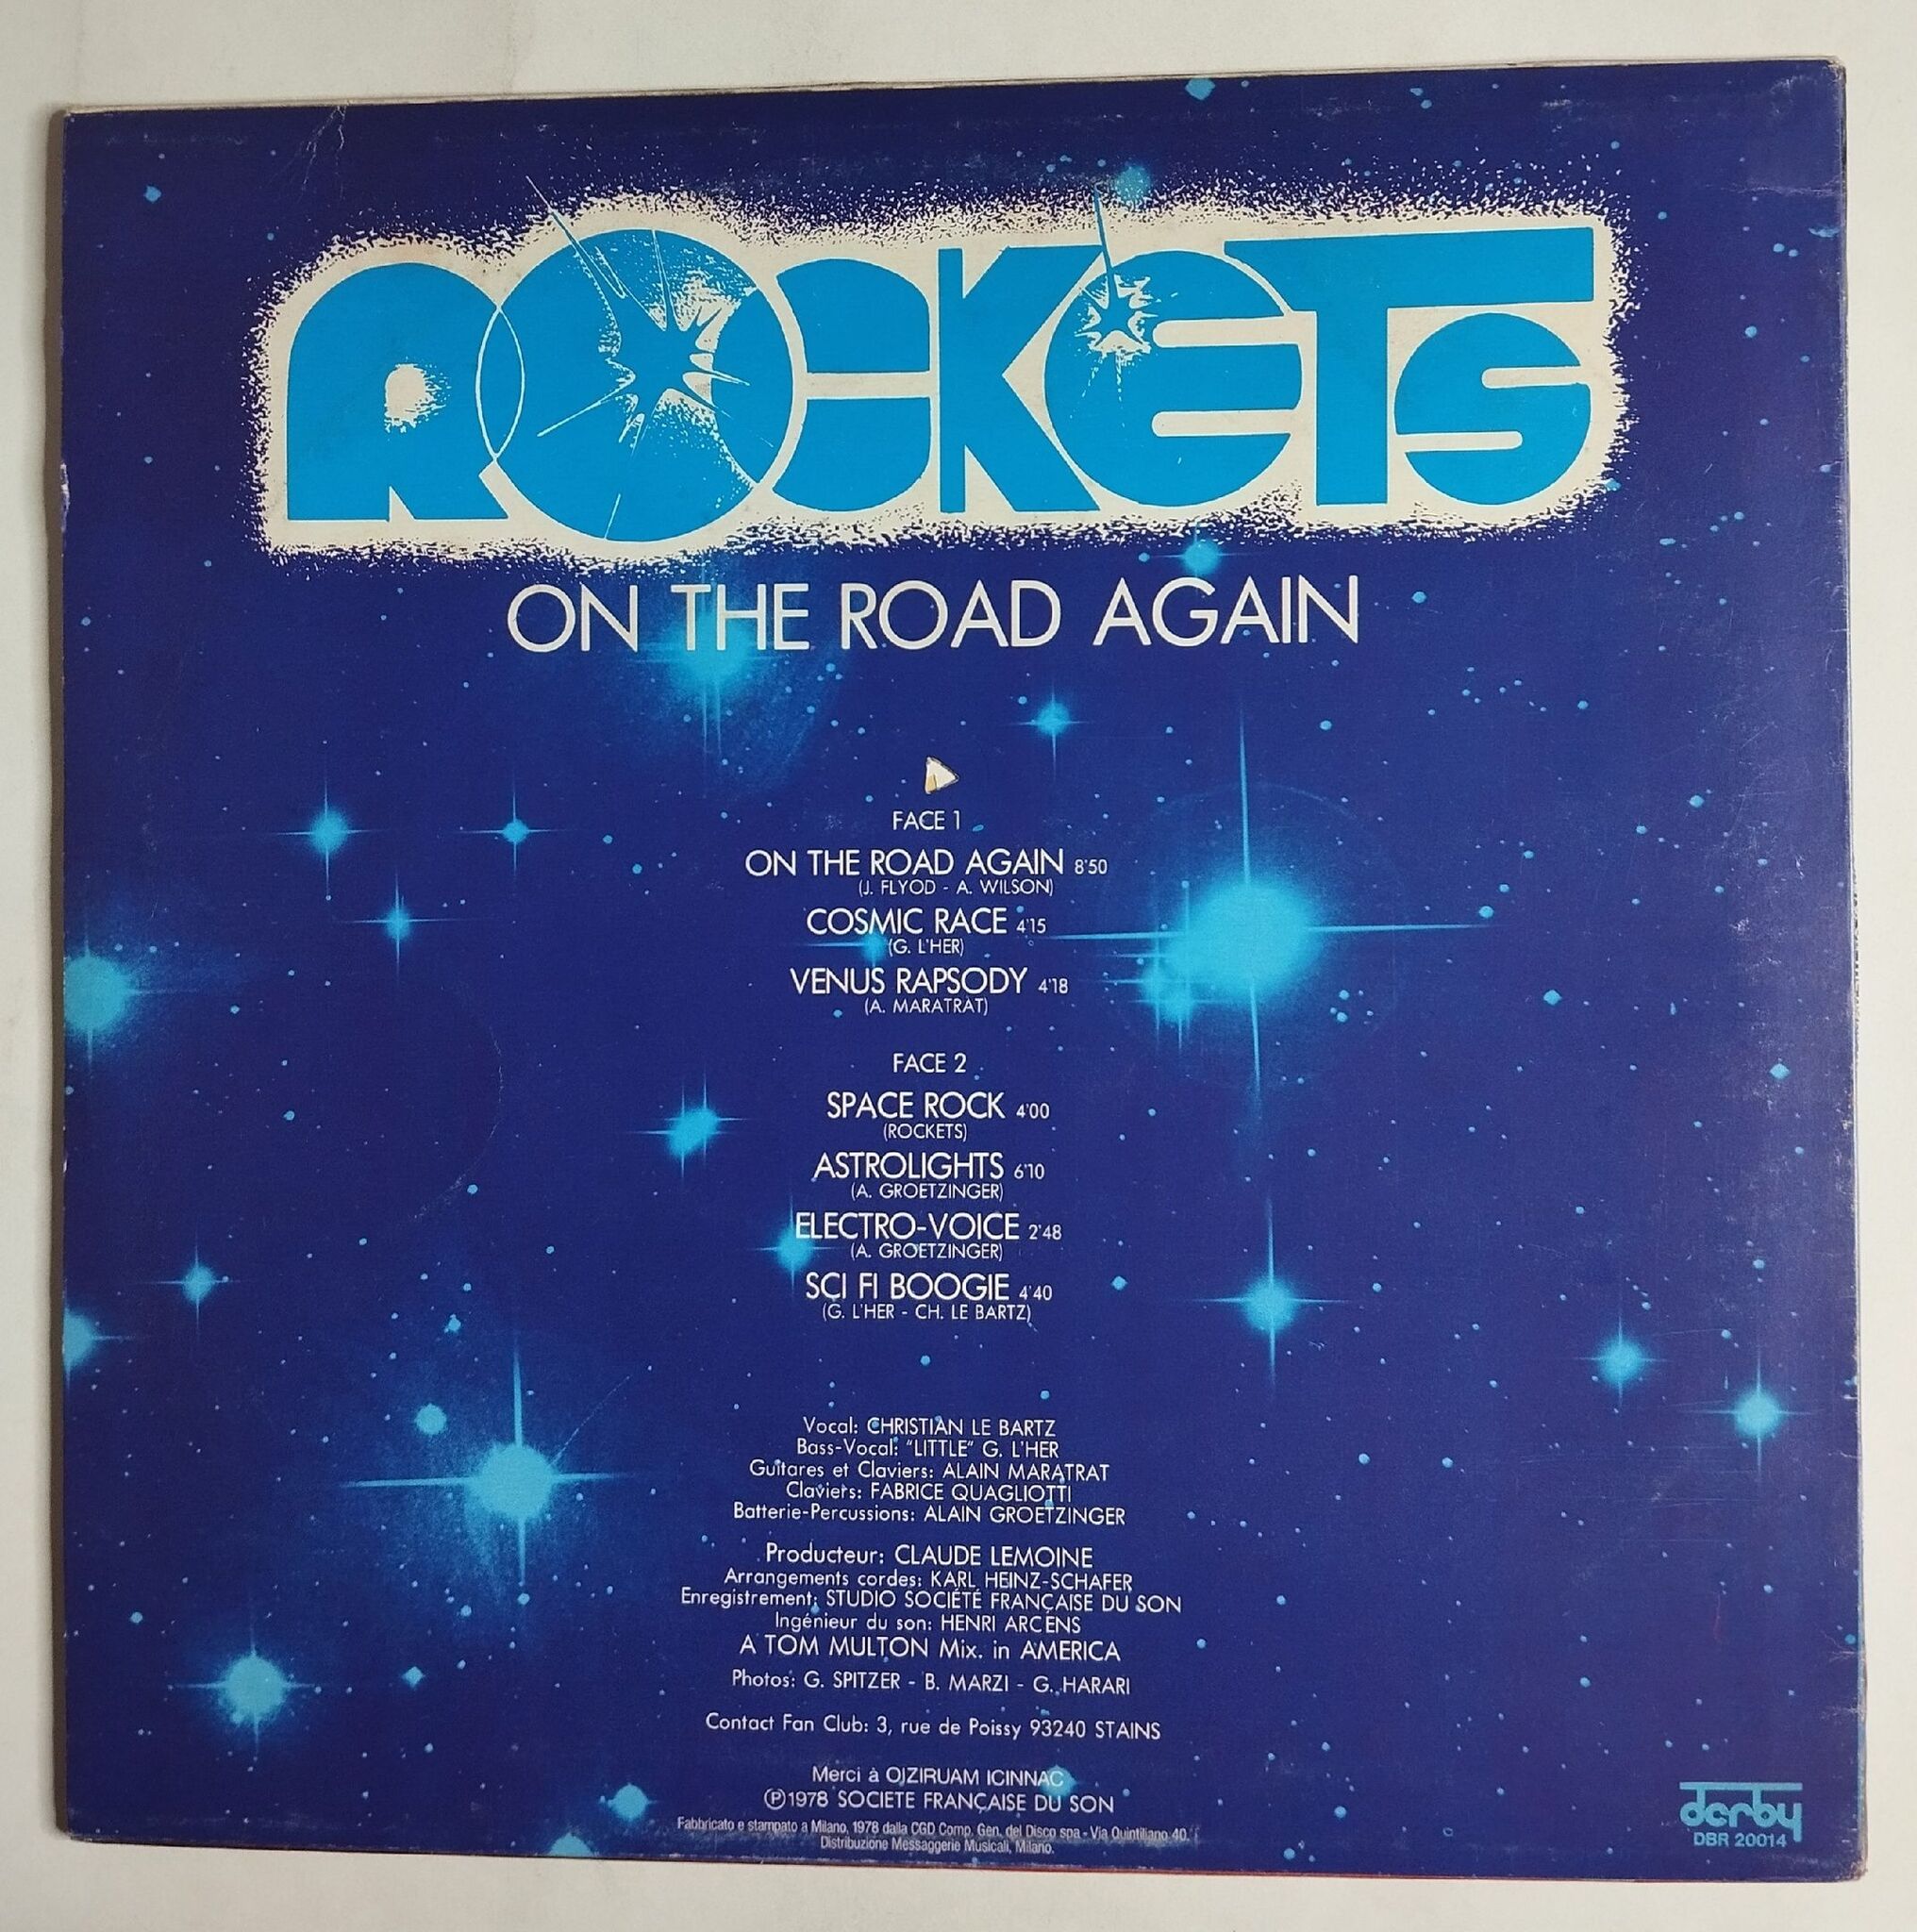 ROCKETS
ON THE ROAD AGAIN
FACE 1
ON THE ROAD AGAIN 8'50
(J. FLYOD - A. WILSON)
COSMIC RACE 4'15
(G. L'HER)
VENUS RAPSODY 4'18
(A. MARATRAT)
FACE 2
SPACE ROCK 4'00
(ROCKETS)
ASTROLIGHTS 6'10
(A. GROETZINGER)
ELECTRO-VOICE 2'48
(A. GROETZINGER)
SCI FI BOOGIE 4'40
(G. L'HER - CH. LE BARTZ)
Vocal: CHRISTIAN LE BARTZ
Bass-Vocal: "LITTLE" G. L'HER
Guitares et Claviers: ALAIN MARATRAT
Claviers: FABRICE QUAGLIOTTI
Batterie-Percussions: ALAIN GROETZINGER
Producteur: CLAUDE LEMOINE
Arrangements cordes: KARL HEINZ-SCHAFER
Enregistrement: STUDIO SOCIÉTÉ FRANÇAISE DU SON
Ingénieur du son: HENRI ARCENS
A TOM MULTON Mix. in AMERICA
Photos: G. SPITZER - B. MARZI - G. HARARI
Contact Fan Club: 3, rue de Poissy 93240 STAINS
Merci à OIZIRUAM ICINNAC
Ⓟ1978 SOCIETE FRANÇAISE DU SON
Fabbricato e stampato a Milano, 1978 dalla CGD Comp. Gen. del Disco spa - Via Quintiliano 40.
Distribuzione Messaggerie Musicali, Milano.
derby
DBR 20014